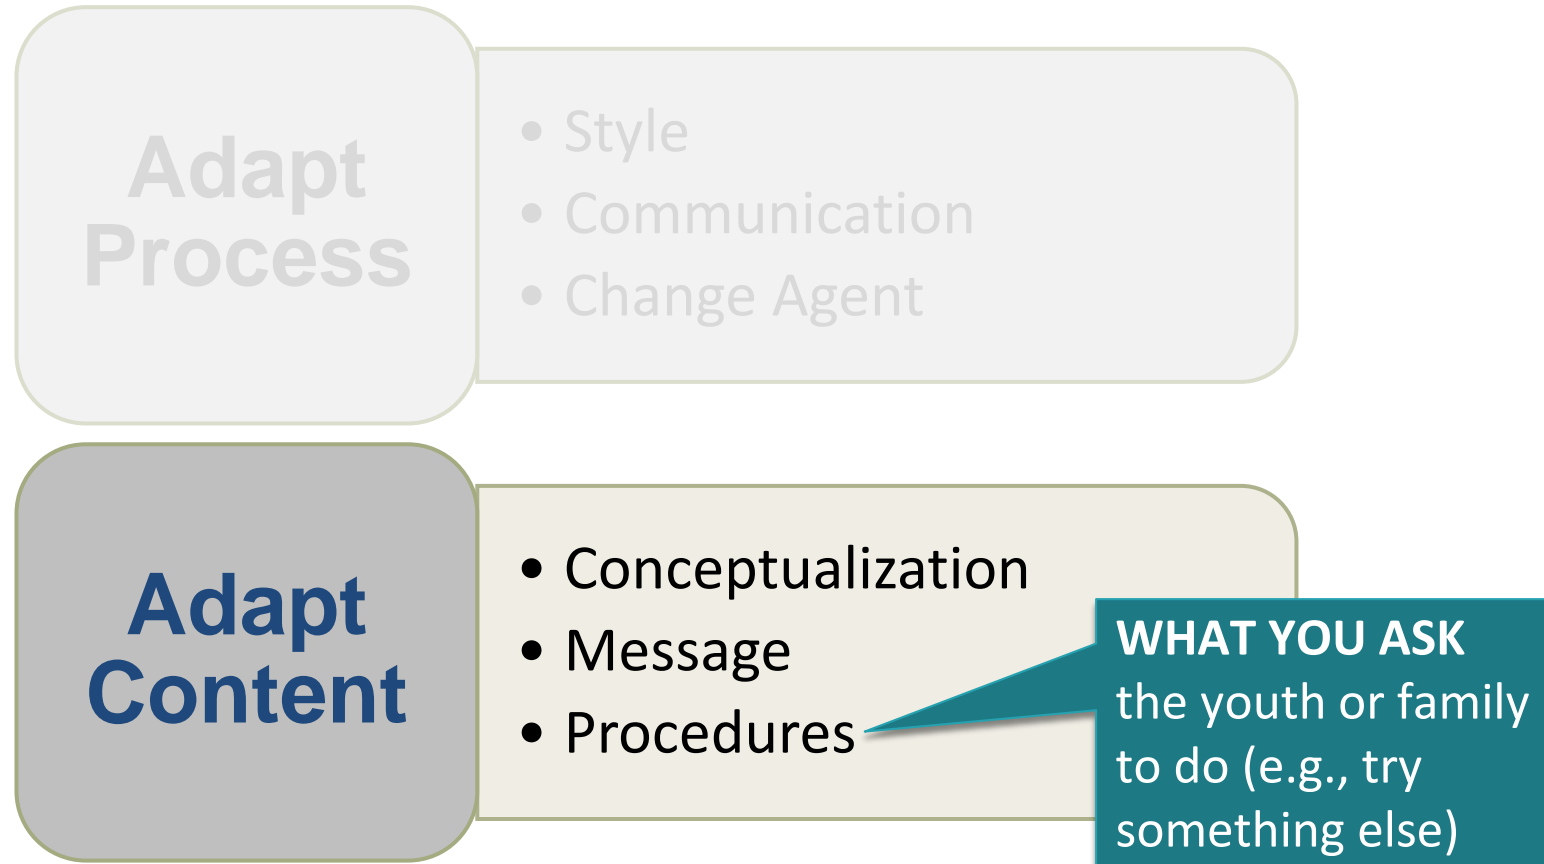 Adapt
Process
• Style
• Communication
• Change Agent
Adapt
Content
• Conceptualization
• Message
• Procedures
WHAT YOU ASK
the youth or family
to do (e.g., try
something else)